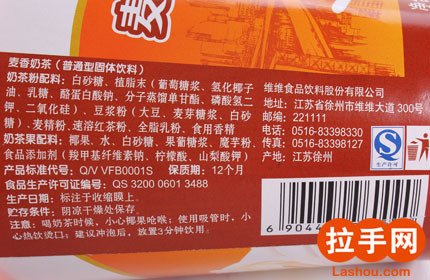 麦
麦香奶茶（普通型固体饮料）
奶茶粉配料：白砂糖、植脂末（葡萄糖浆、氢化椰子
油、乳糖、酪蛋白酸钠、分子蒸馏单甘酯、磷酸氢二
钾、二氧化硅）、豆浆粉（大豆、麦芽糖浆、白砂
糖）、麦精粉、速溶红茶粉、全脂乳粉、食用香精
奶茶果配料：椰果、水、白砂糖、果葡糖浆、魔芋粉、
食品添加剂（羧甲基纤维素钠、柠檬酸、山梨酸钾）
产品标准代号：Q/V VFB0001S 保质期：12个月
食品生产许可证编号：QS 3200 0601 3488
生产日期：标注于收缩膜上。
贮存条件：阴凉干燥处保存。
注意：喝奶茶时候，小心椰果呛喉；使用吸管时，小
心热饮烫口；建议冲泡后，放置3分钟饮用。
维维食品饮料股份有限公司
地址：江苏省徐州市维维大道 300号
邮编：221111
电话：0516-83398330
传真：0516-83397130
产地：江苏徐州
生产许可
6 9044
拉手网
Lashou.com